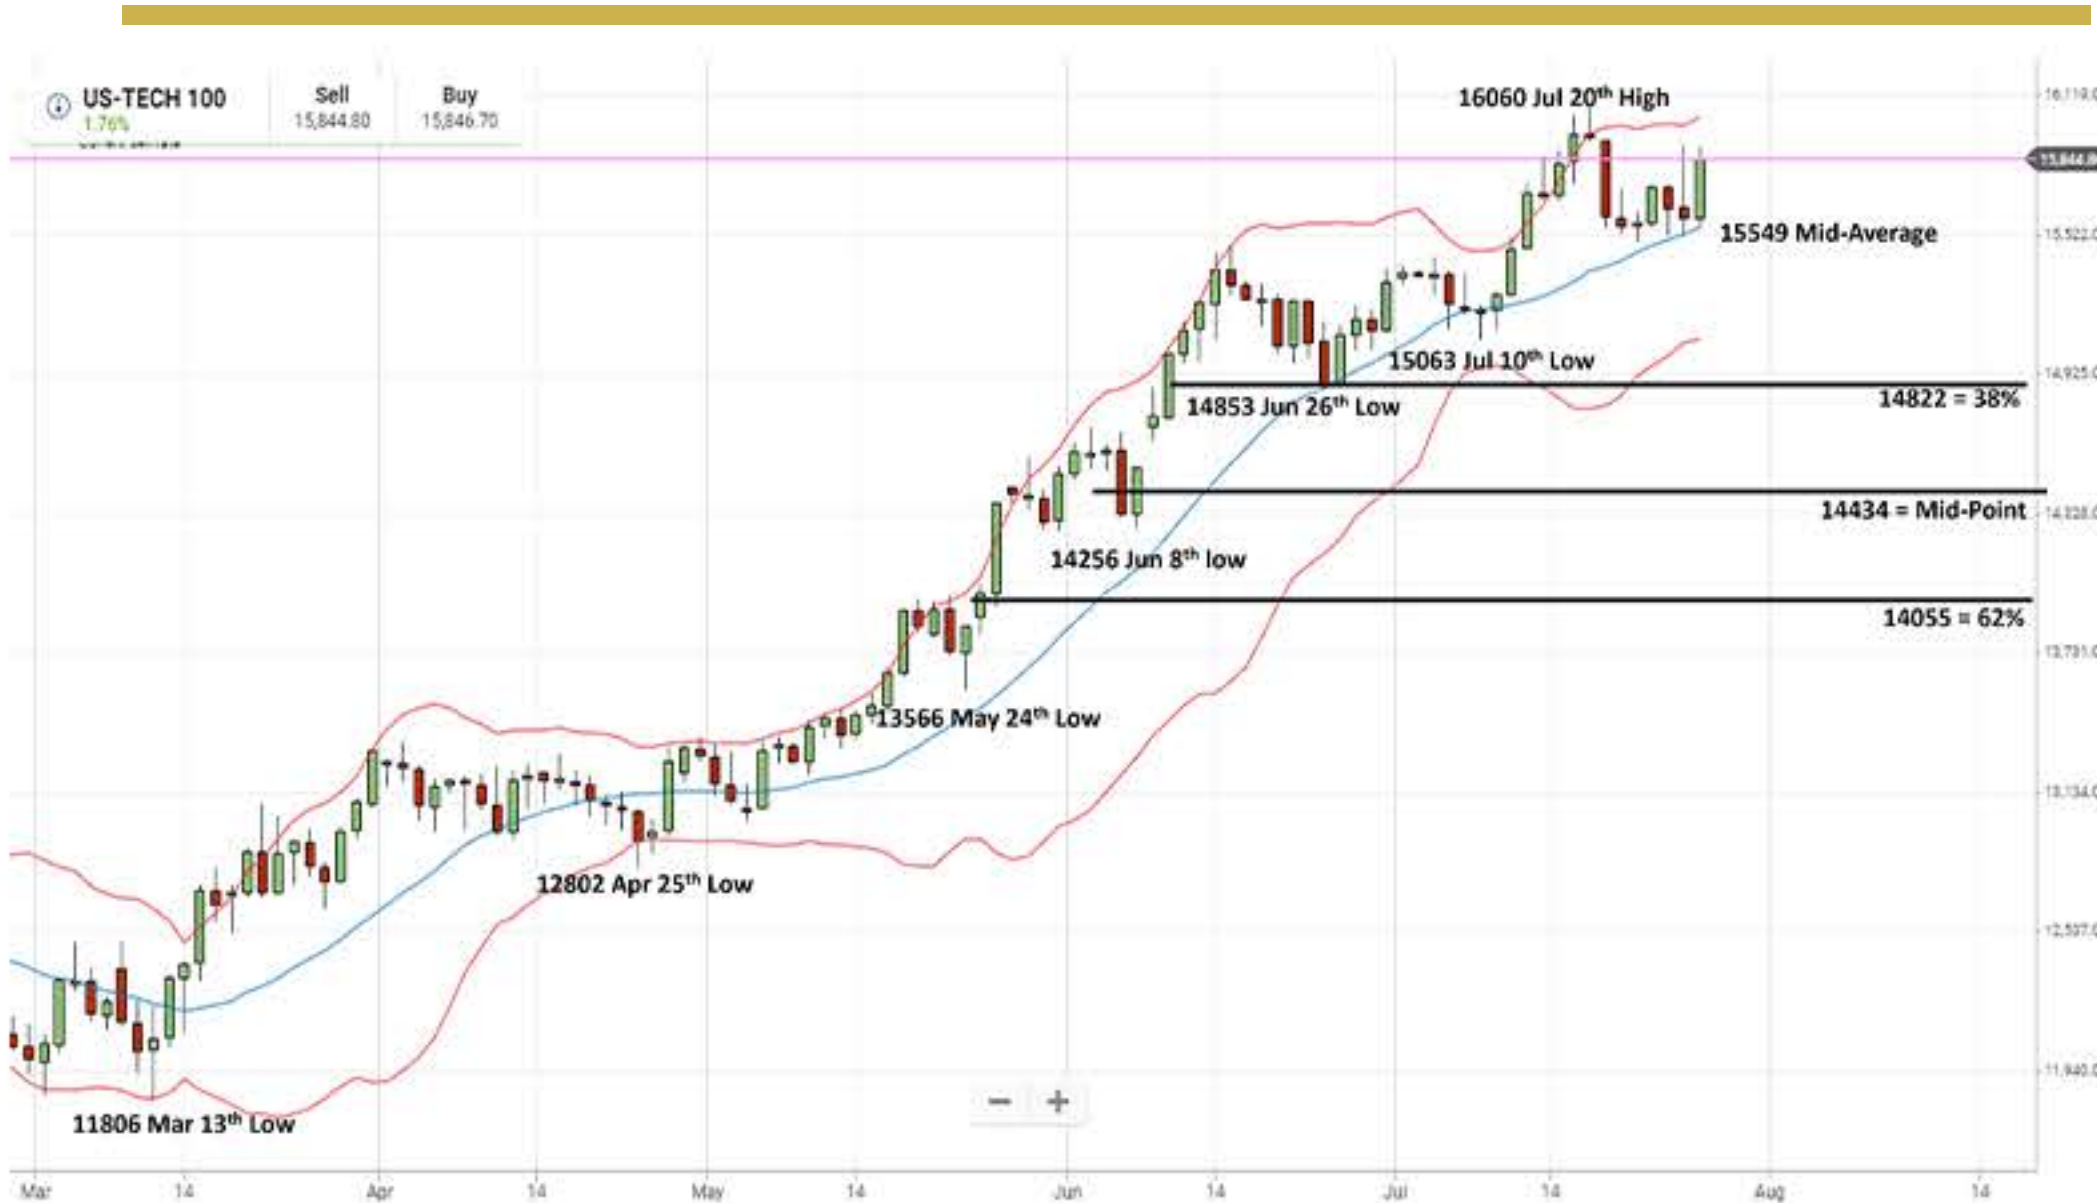 US-TECH 100
Sell
Buy
1.76%
15,844.80
15,846.70
16060 Jul 20th High
15549 Mid-Average
15063 Jul 10th Low
14853 Jun 26th Low
14822 = 38%
14434 = Mid-Point
14256 Jun 8th low
14055 = 62%
13566 May 24th Low
12802 Apr 25th Low
11806 Mar 13th Low
− +
Mar 14 Apr 14 May 14 Jun 14 Jul 14 Aug 14